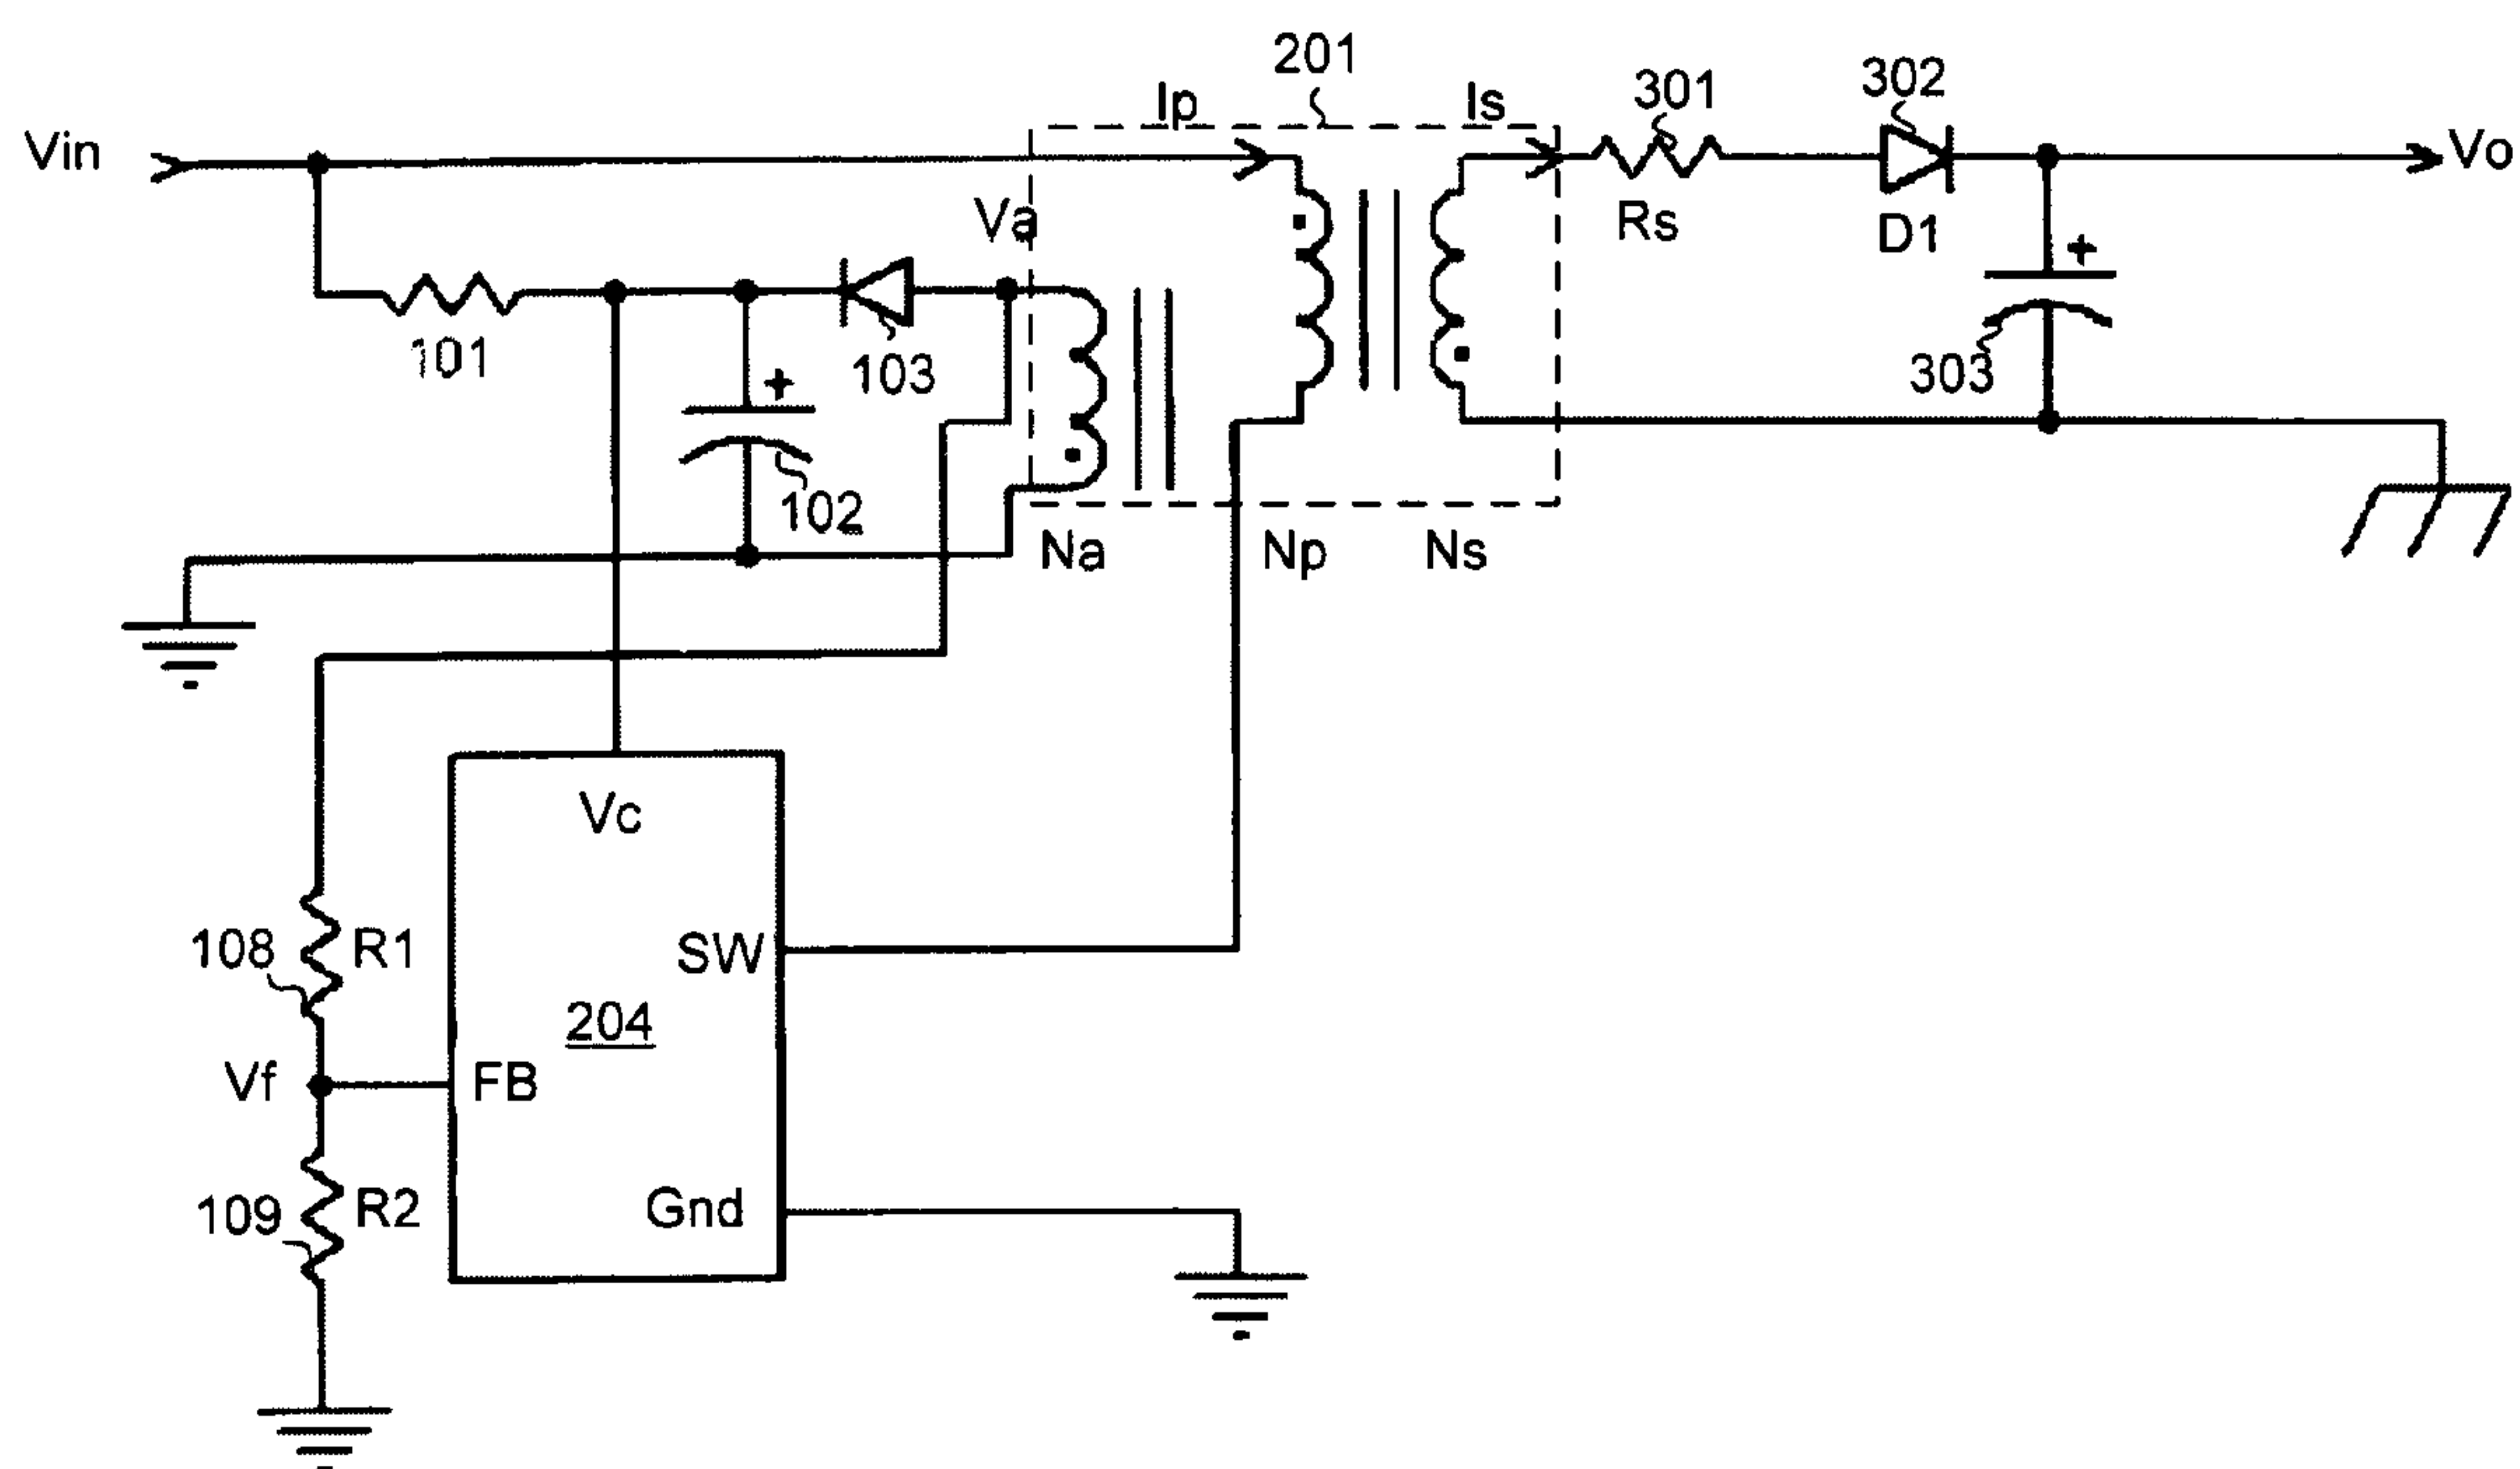 201
Ip
Is
301
302
Vin
Vo
Va
Rs
D1
+
101
103
+
303
102
Na
Np
Ns
Vc
108
R1
SW
204
Vf
FB
109
R2
Gnd